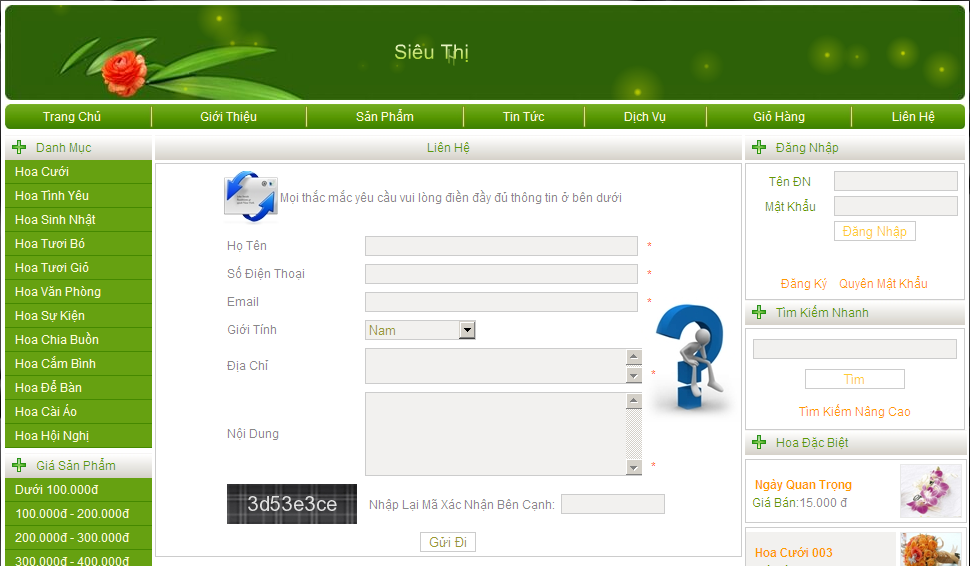 Siêu Thị
Trang Chủ Giới Thiệu Sản Phẩm Tin Tức Dịch Vụ Giỏ Hàng Liên Hệ
Danh Mục
Hoa Cưới
Hoa Tình Yêu
Hoa Sinh Nhật
Hoa Tươi Bó
Hoa Tươi Giỏ
Hoa Văn Phòng
Hoa Sự Kiện
Hoa Chia Buồn
Hoa Cắm Bình
Hoa Để Bàn
Hoa Cài Áo
Hoa Hội Nghị
Giá Sản Phẩm
Dưới 100.000đ
100.000đ - 200.000đ
200.000đ - 300.000đ
300.000đ - 400.000đ
Liên Hệ
Mọi thắc mắc yêu cầu vui lòng điền đầy đủ thông tin ở bên dưới
Họ Tên *
Số Điện Thoại *
Email *
Giới Tính Nam
Địa Chỉ *
Nội Dung *
3d53e3ce Nhập Lại Mã Xác Nhận Bên Cạnh:
Gửi Đi
Đăng Nhập
Tên ĐN
Mật Khẩu
Đăng Nhập
Đăng Ký Quyên Mật Khẩu
Tìm Kiếm Nhanh
Tìm
Tìm Kiếm Nâng Cao
Hoa Đặc Biệt
Ngày Quan Trọng
Giá Bán:15.000 đ
Hoa Cưới 003